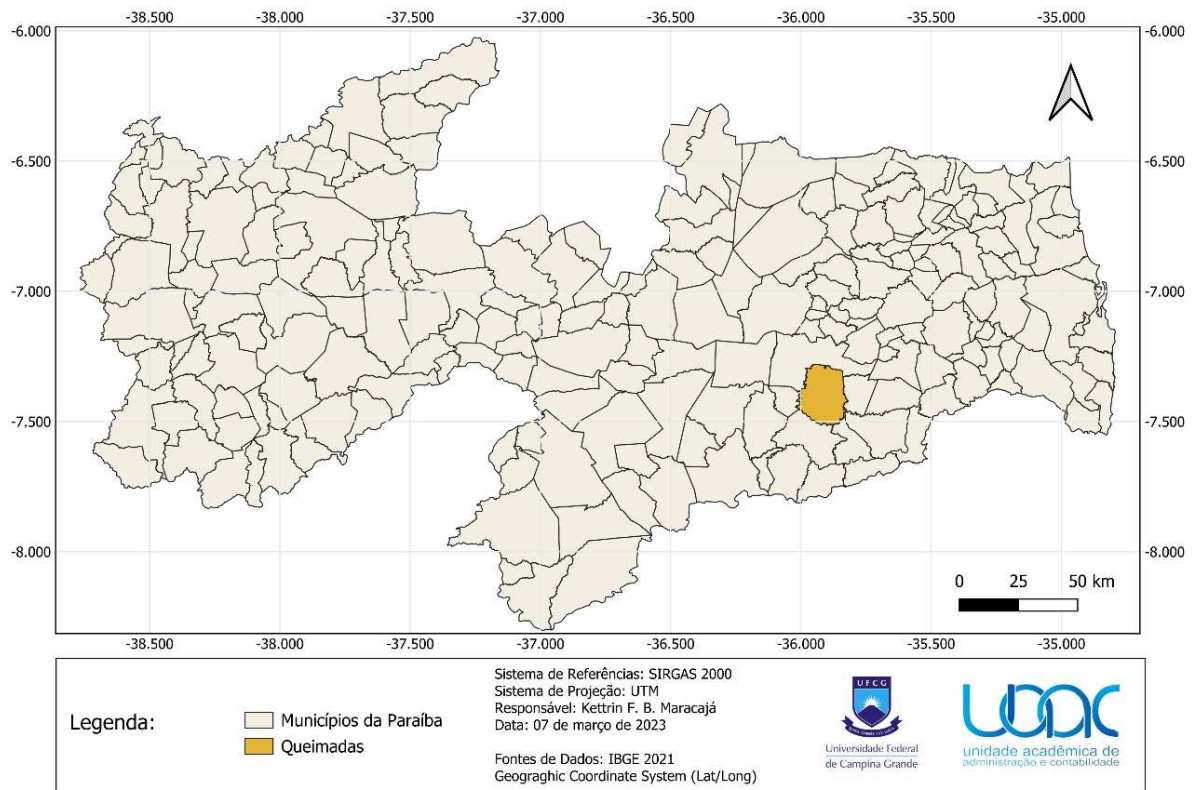 -38.500 -38.000 -37.500 -37.000 -36.500 -36.000 -35.500 -35.000
-6.000 -6.000
-6.500 -6.500
-7.000 -7.000
-7.500 -7.500
-8.000 -8.000
0 25 50 km
-38.500 -38.000 -37.500 -37.000 -36.500 -36.000 -35.500 -35.000
Legenda:
Municípios da Paraíba
Queimadas
Sistema de Referências: SIRGAS 2000
Sistema de Projeção: UTM
Responsável: Kettrin F. B. Maracajá
Data: 07 de março de 2023
Fontes de Dados: IBGE 2021
Geograghic Coordinate System (Lat/Long)
UFCG
Universidade Federal
de Campina Grande
UAAC
unidade acadêmica de
administração e contabilidade